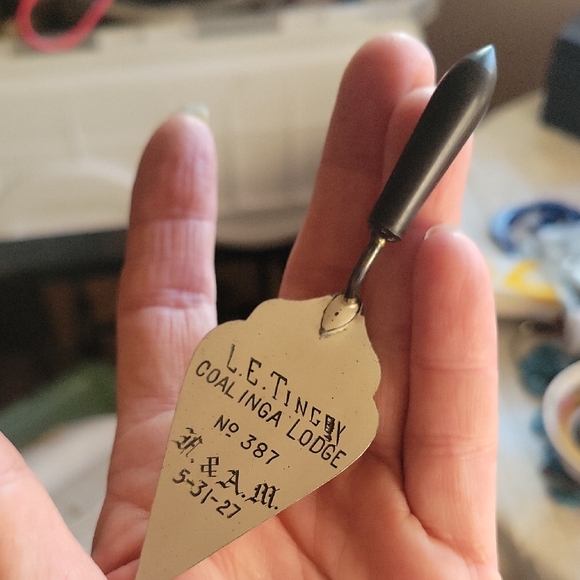 L.E.TINGEY
COALINGA LODGE
No 387
F. & A.M.
5-31-27